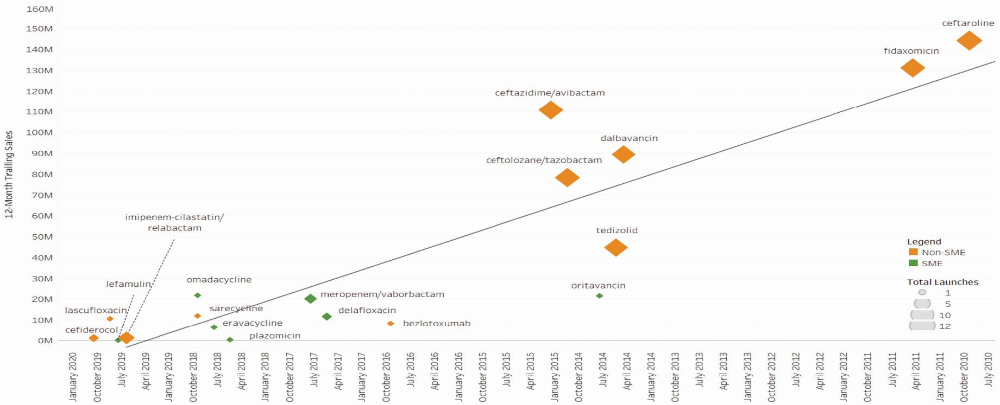 160M
150M
140M
130M
120M
110M
100M
90M
80M
70M
60M
50M
40M
30M
20M
10M
0M
12-Month Trailing Sales
ceftaroline
fidaxomicin
ceftazidime/avibactam
dalbavancin
ceftolozane/tazobactam
imipenem-cilastatin/
relabactam
tedizolid
lefamulin
omadacycline
oritavancin
meropenem/vaborbactam
lascufloxacin
sarecycline
delafloxacin
cefiderocol
eravacycline
bezlotoxumab
plazomicin
Legend
Non-SME
SME
Total Launches
1
5
10
12
January 2020
October 2019
July 2019
April 2019
January 2019
October 2018
July 2018
April 2018
January 2018
October 2017
July 2017
April 2017
January 2017
October 2016
July 2016
April 2016
January 2016
October 2015
July 2015
April 2015
January 2015
October 2014
July 2014
April 2014
January 2014
October 2013
July 2013
April 2013
January 2013
October 2012
July 2012
April 2012
January 2012
October 2011
July 2011
April 2011
January 2011
October 2010
July 2010